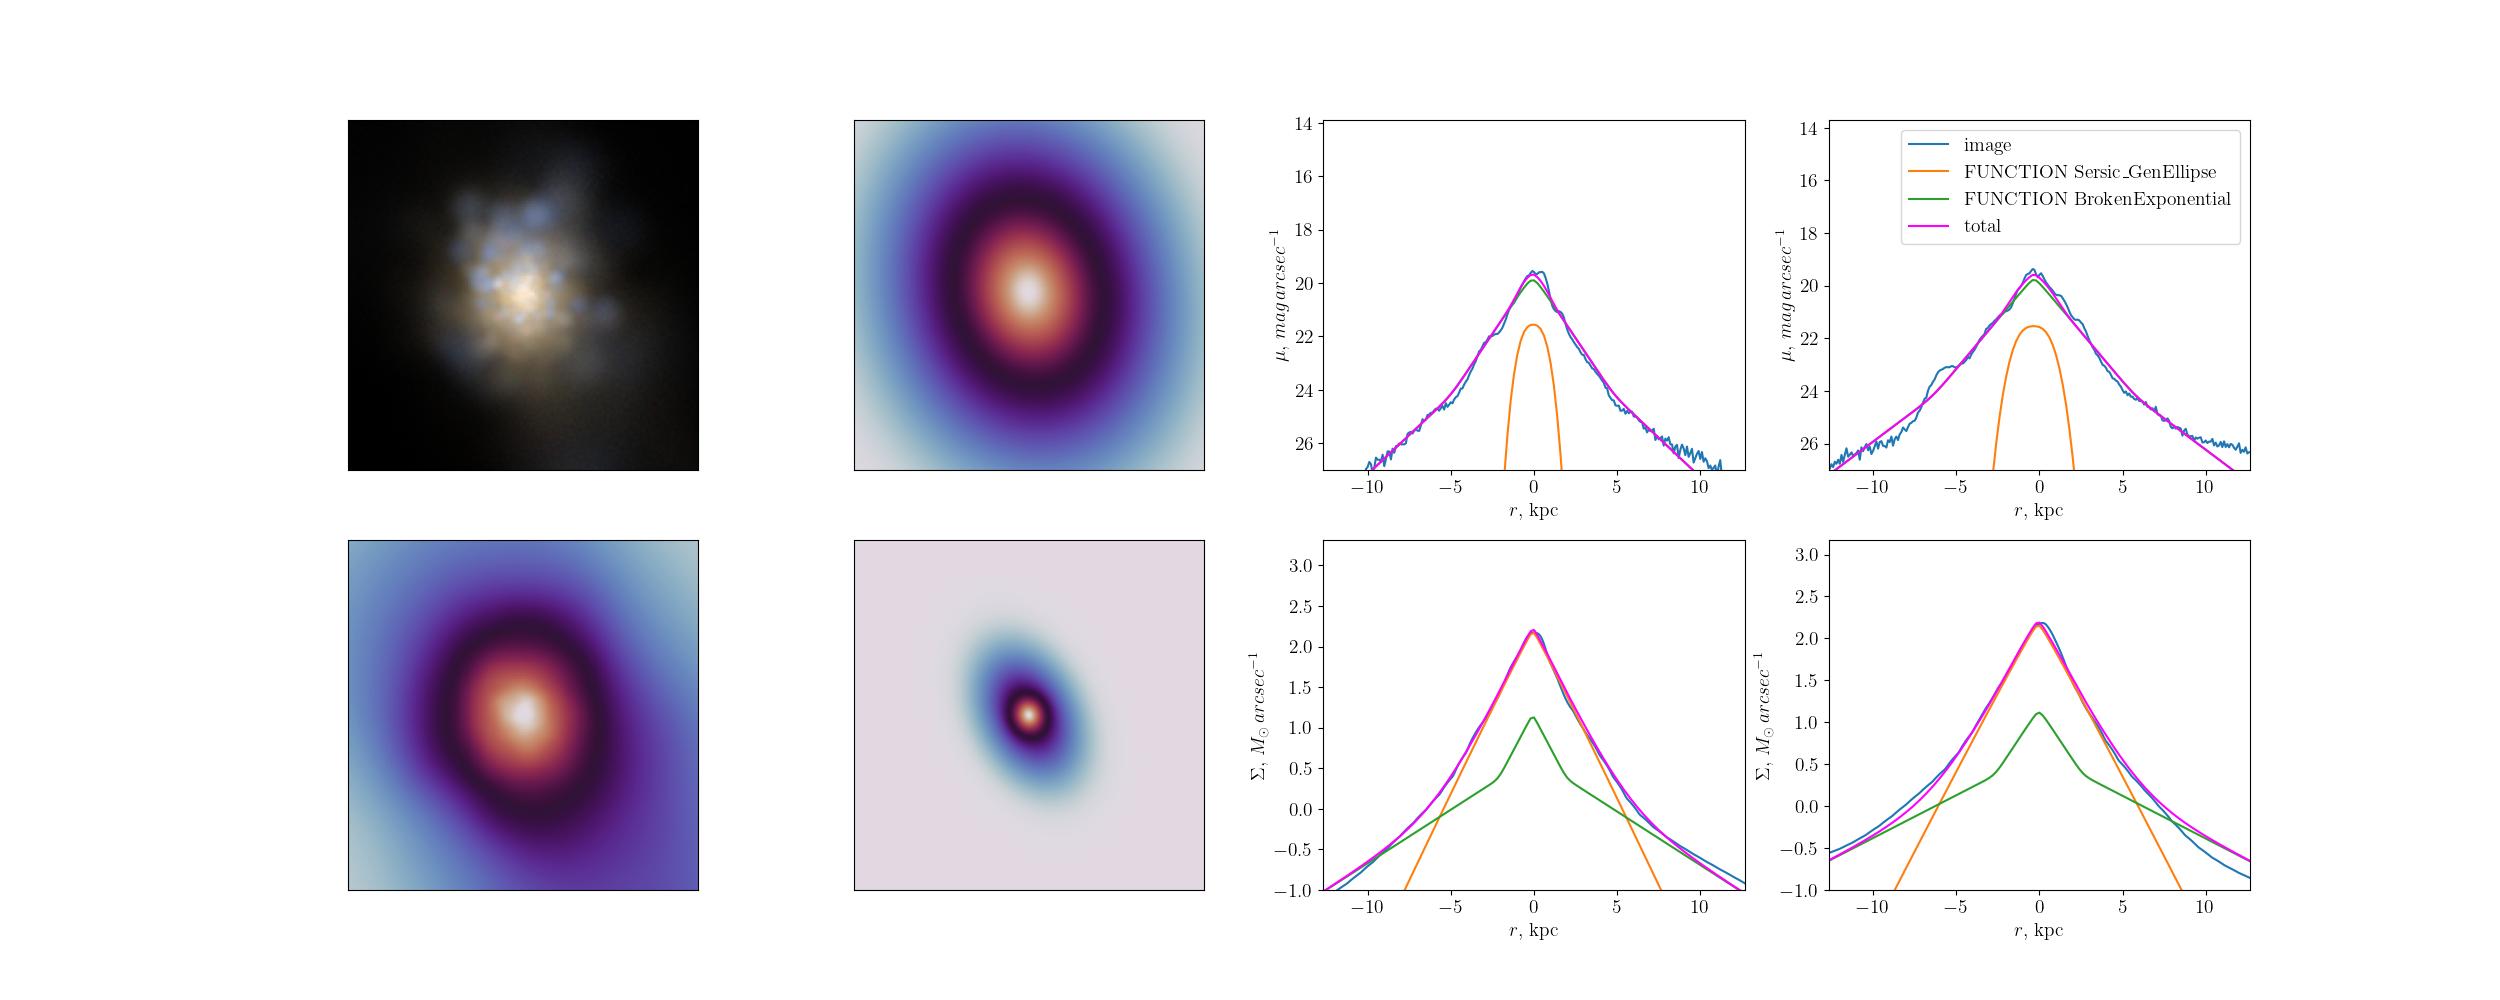 14
16
18
20
22
24
26
μ, mag arcsec⁻¹
−10 −5 0 5 10
r, kpc
14
16
18
20
22
24
26
μ, mag arcsec⁻¹
image
FUNCTION Sersic_GenEllipse
FUNCTION BrokenExponential
total
−10 −5 0 5 10
r, kpc
3.0
2.5
2.0
1.5
1.0
0.5
0.0
−0.5
−1.0
Σ, M⊙ arcsec⁻¹
−10 −5 0 5 10
r, kpc
3.0
2.5
2.0
1.5
1.0
0.5
0.0
−0.5
−1.0
Σ, M⊙ arcsec⁻¹
−10 −5 0 5 10
r, kpc